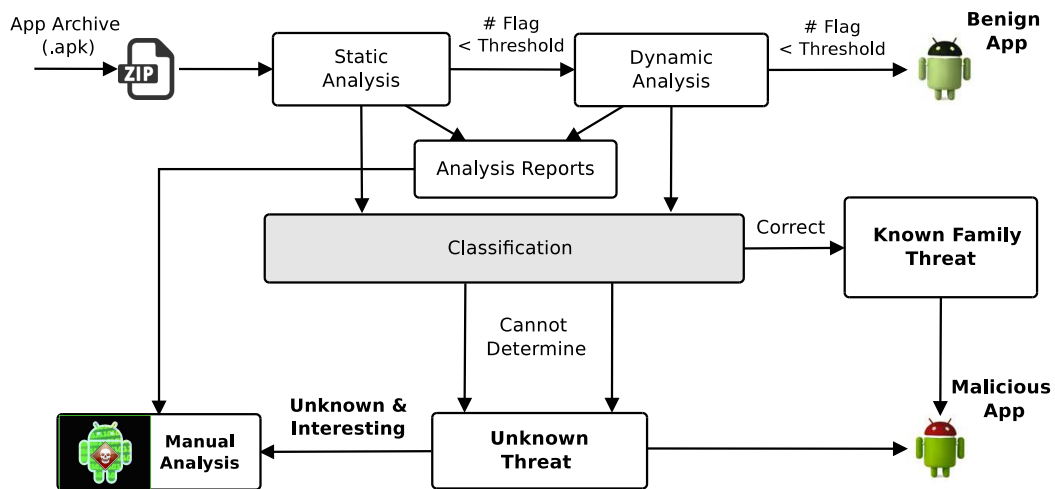 App Archive
(.apk)
ZIP
Static
Analysis
# Flag
< Threshold
Dynamic
Analysis
# Flag
< Threshold
Benign
App
Analysis Reports
Classification
Correct
Known Family
Threat
Cannot
Determine
Malicious
App
Unknown &
Interesting
Manual
Analysis
Unknown
Threat